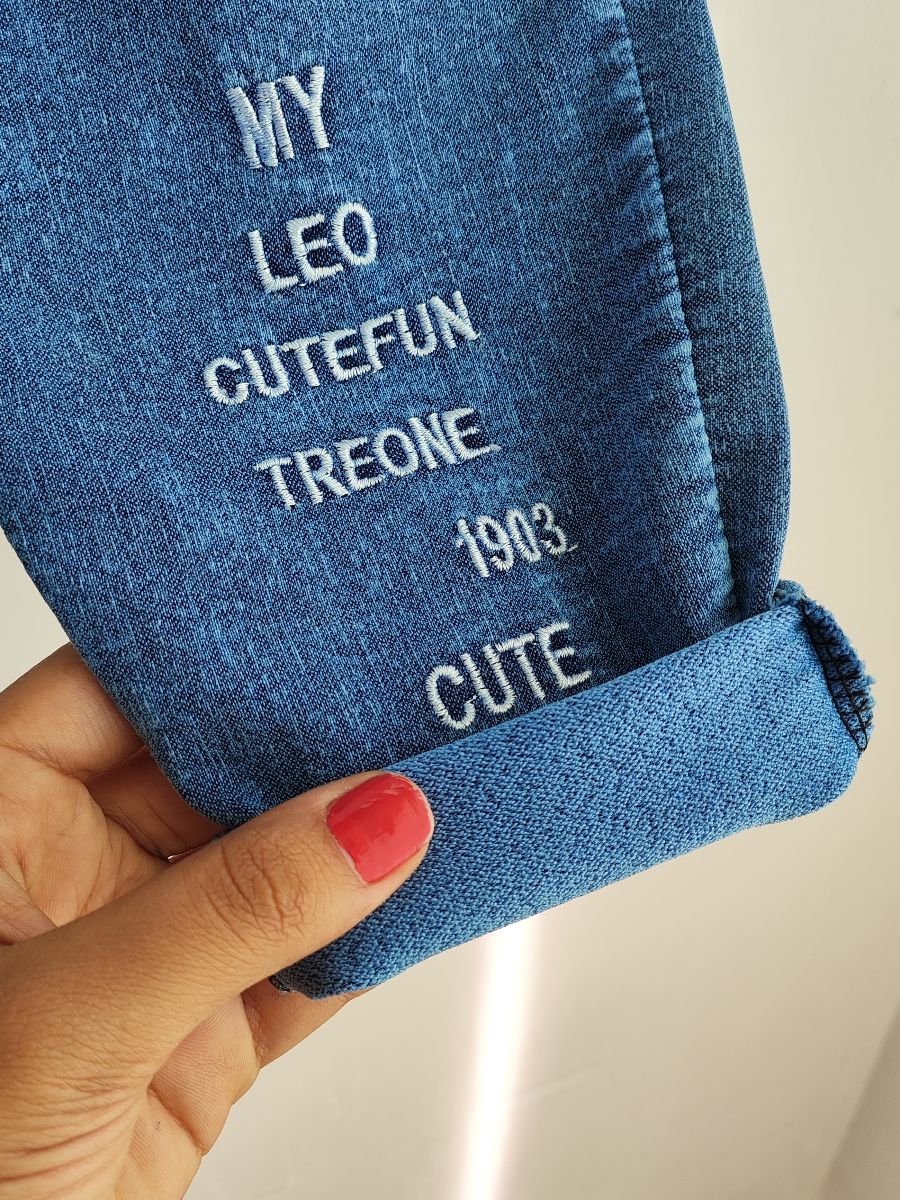 MY
LEO
CUTEFUN.
TREONE.
1903.
CUTE